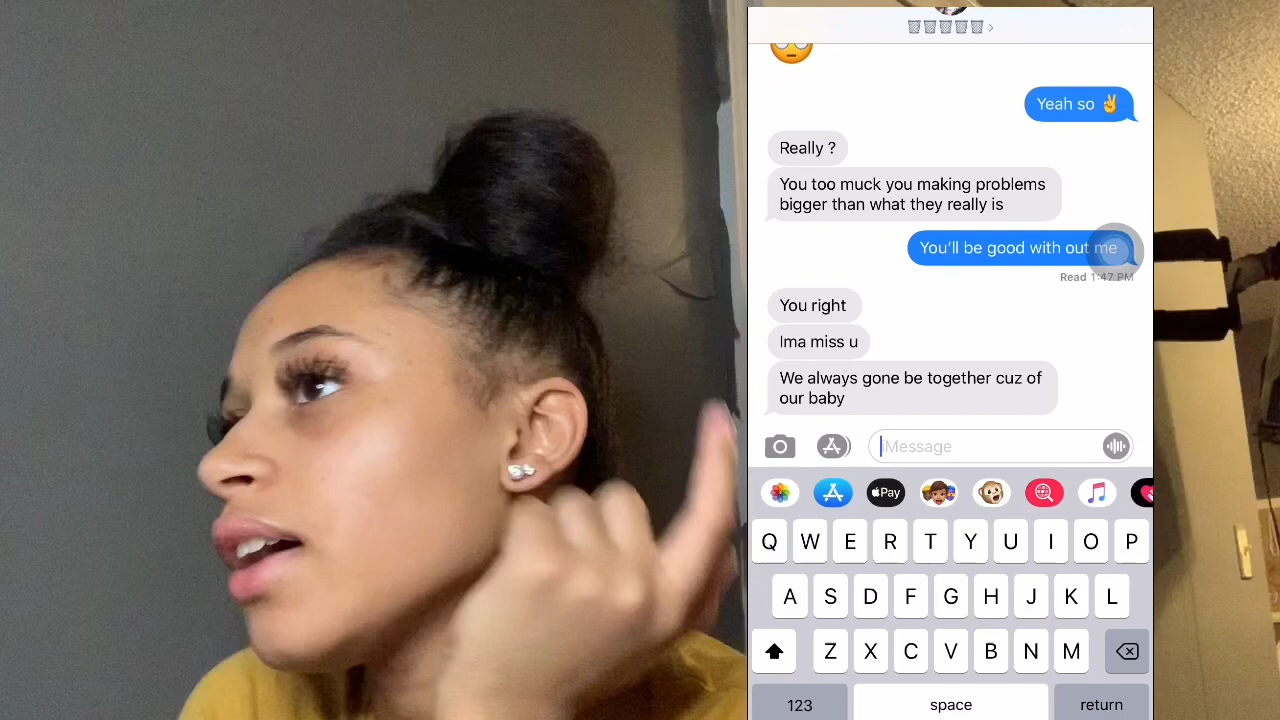 Yeah so ✌️
Really ?
You too muck you making problems
bigger than what they really is
You'll be good with out me
Read 1:47 PM
You right
Ima miss u
We always gone be together cuz of
our baby
iMessage
Pay
Q W E R T Y U I O P
A S D F G H J K L
Z X C V B N M
123 space return